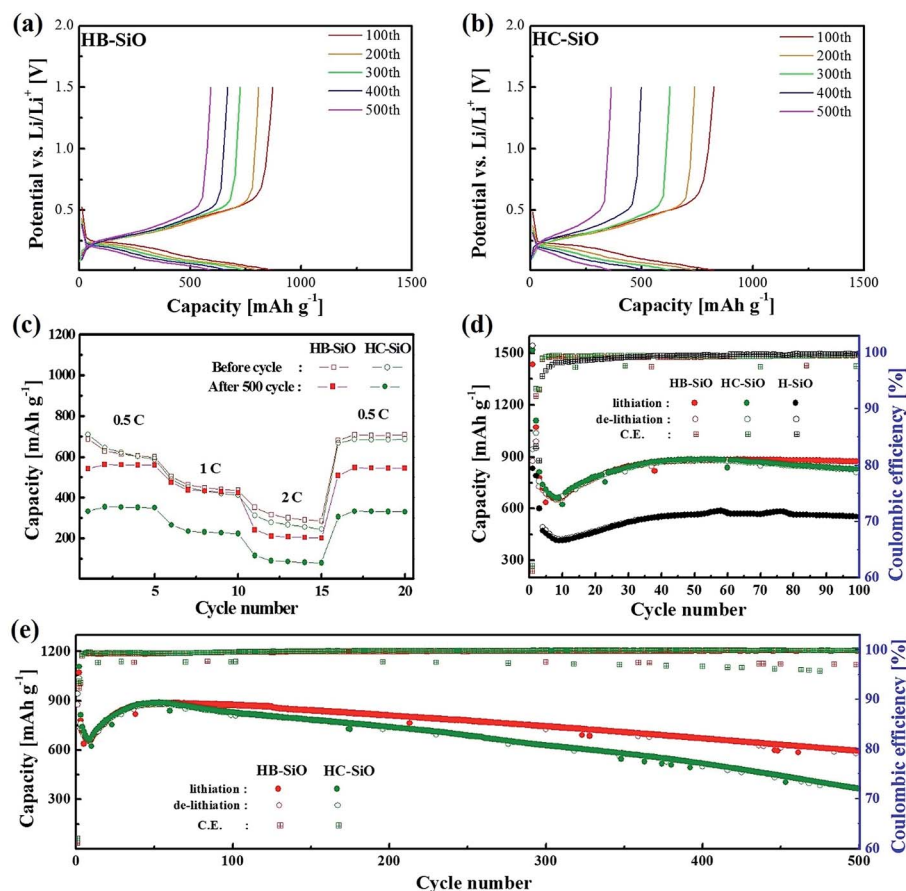 (a)
HB-SiO
100th
200th
300th
400th
500th
2.0
1.5
1.0
0.5
0
500
1000
1500
Potential vs. Li/Li⁺ [V]
Capacity [mAh g⁻¹]
(b)
HC-SiO
100th
200th
300th
400th
500th
2.0
1.5
1.0
0.5
0
500
1000
1500
Potential vs. Li/Li⁺ [V]
Capacity [mAh g⁻¹]
(c)
HB-SiO HC-SiO
Before cycle :
After 500 cycle :
0.5 C
1 C
2 C
0.5 C
1200
1000
800
600
400
200
0
0 5 10 15 20
Capacity [mAh g⁻¹]
Cycle number
(d)
HB-SiO HC-SiO H-SiO
lithiation :
de-lithiation :
C.E. :
1500
1200
900
600
300
100
90
80
70
60
0 10 20 30 40 50 60 70 80 90 100
Capacity [mAh g⁻¹]
Coulombic efficiency [%]
Cycle number
(e)
HB-SiO HC-SiO
lithiation :
de-lithiation :
C.E. :
1200
900
600
300
100
90
80
70
60
0 100 200 300 400 500
Capacity [mAh g⁻¹]
Coulombic efficiency [%]
Cycle number